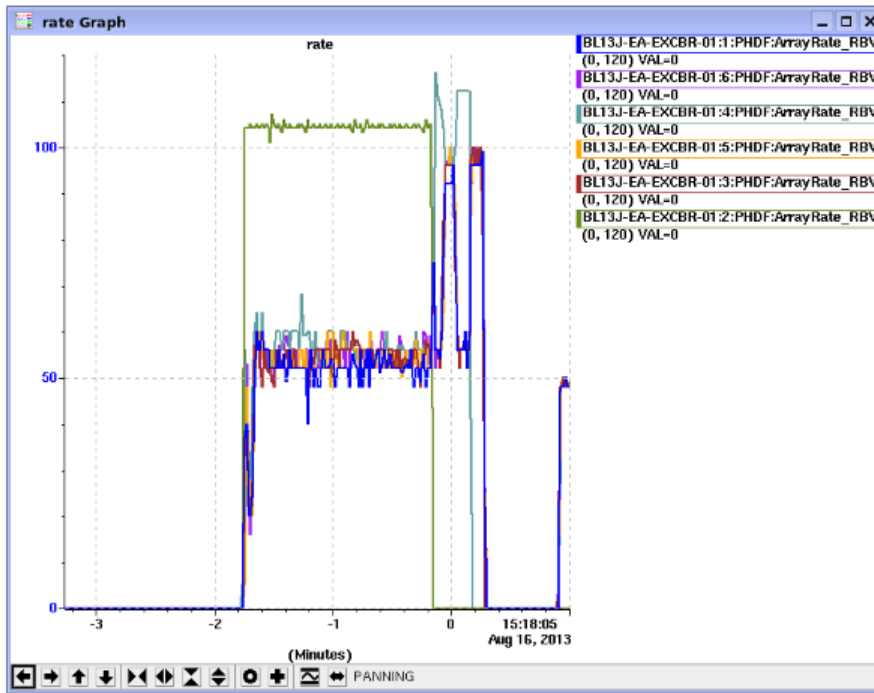 rate Graph
rate
BL13J-EA-EXCBR-01:1:PHDF:ArrayRate_RBV
(0, 120) VAL=0
BL13J-EA-EXCBR-01:6:PHDF:ArrayRate_RBV
(0, 120) VAL=0
BL13J-EA-EXCBR-01:4:PHDF:ArrayRate_RBV
(0, 120) VAL=0
BL13J-EA-EXCBR-01:5:PHDF:ArrayRate_RBV
(0, 120) VAL=0
BL13J-EA-EXCBR-01:3:PHDF:ArrayRate_RBV
(0, 120) VAL=0
BL13J-EA-EXCBR-01:2:PHDF:ArrayRate_RBV
(0, 120) VAL=0
100
50
0
-3 -2 -1 0 15:18:05
Aug 16, 2013
(Minutes)
PANNING